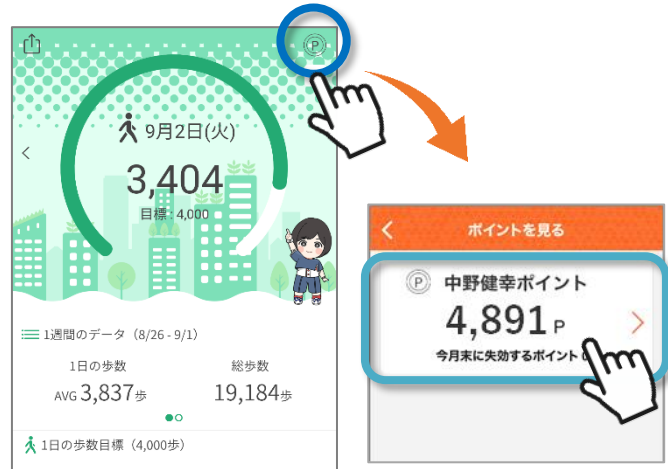 P
9月2日(火)
3,404
目標 : 4,000
1週間のデータ（8/26 - 9/1）
1日の歩数
総歩数
AVG 3,837歩
19,184歩
1日の歩数目標（4,000歩）
ポイントを見る
P 中野健幸ポイント
4,891 P
今月末に失効するポイント